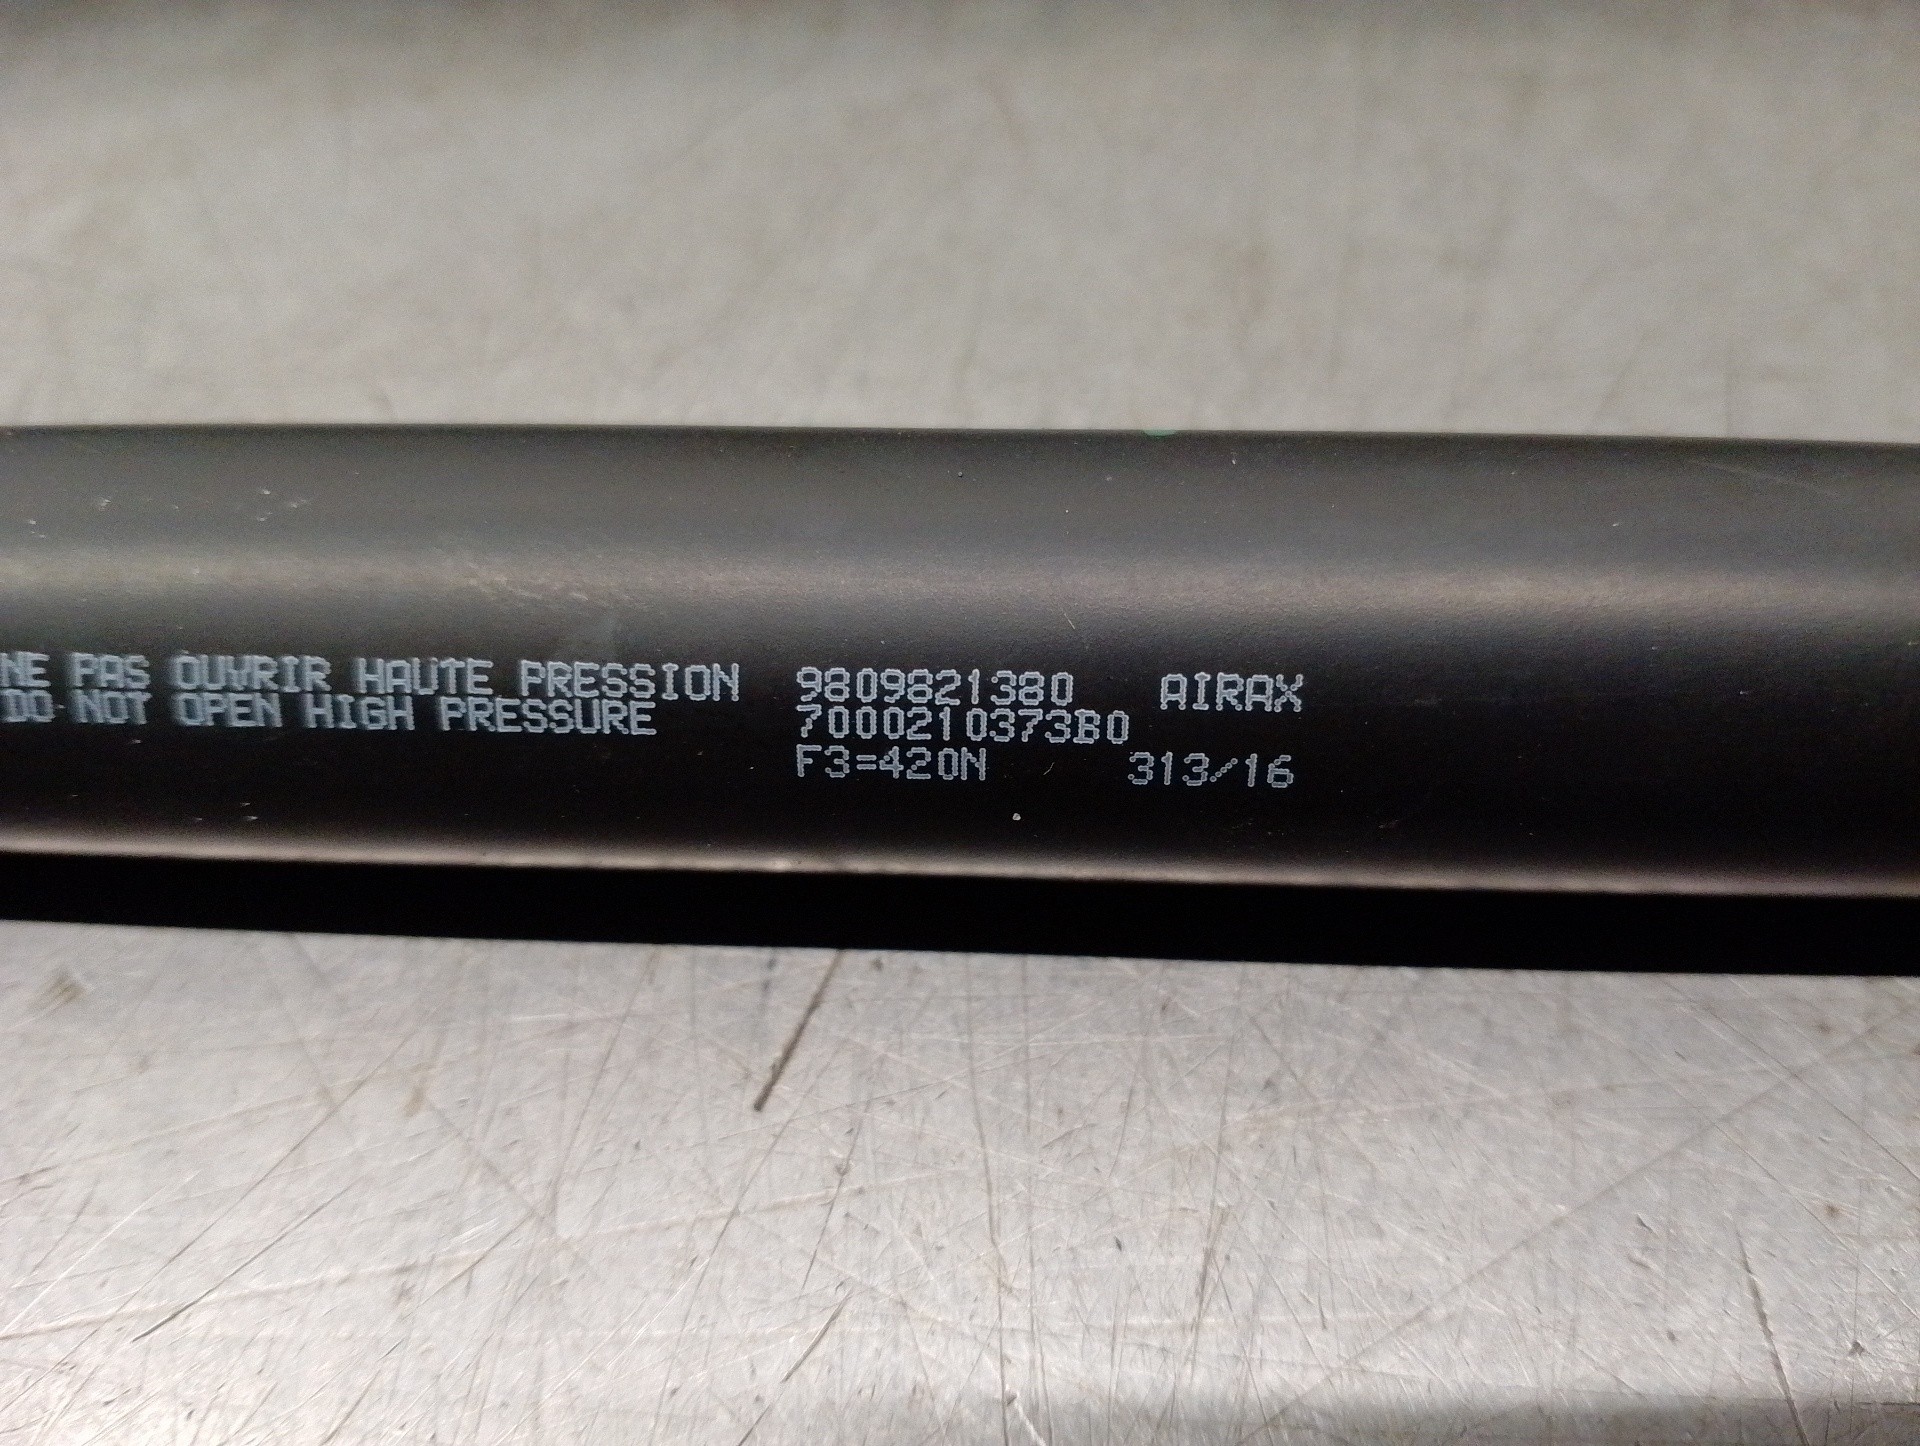 NE PAS OUVRIR HAUTE PRESSION 9809821380 AIRAX
DO NOT OPEN HIGH PRESSURE 7000210373B0
F3=420N 313/16